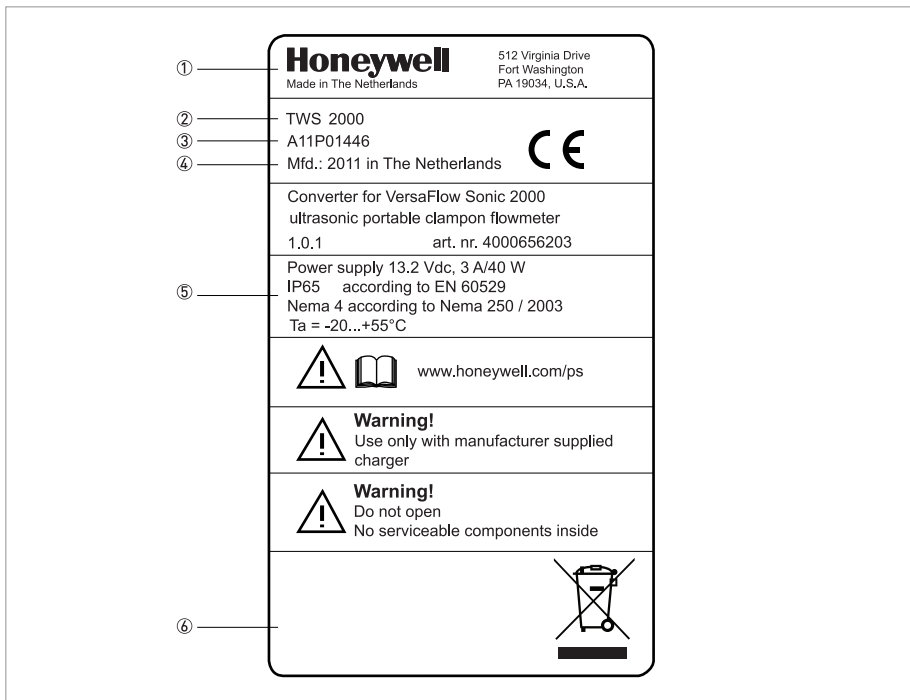 ①
Honeywell
Made in The Netherlands
512 Virginia Drive
Fort Washington
PA 19034, U.S.A.
②
TWS 2000
③
A11P01446
④
Mfd.: 2011 in The Netherlands
CE
Converter for VersaFlow Sonic 2000
ultrasonic portable clampon flowmeter
1.0.1 art. nr. 4000656203
⑤
Power supply 13.2 Vdc, 3 A/40 W
IP65 according to EN 60529
Nema 4 according to Nema 250 / 2003
Ta = -20...+55°C
www.honeywell.com/ps
Warning!
Use only with manufacturer supplied
charger
Warning!
Do not open
No serviceable components inside
⑥